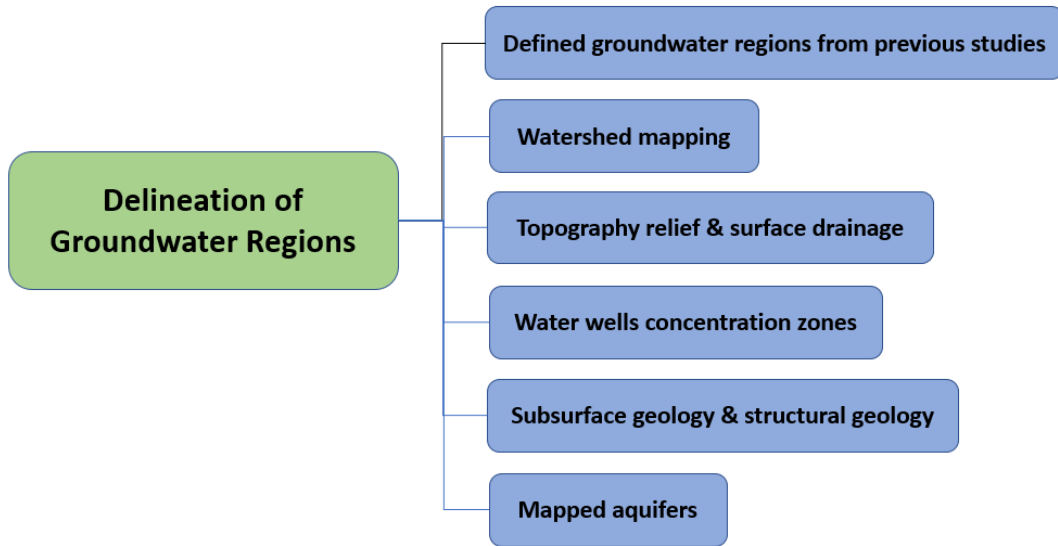 Delineation of
Groundwater Regions
Defined groundwater regions from previous studies
Watershed mapping
Topography relief & surface drainage
Water wells concentration zones
Subsurface geology & structural geology
Mapped aquifers